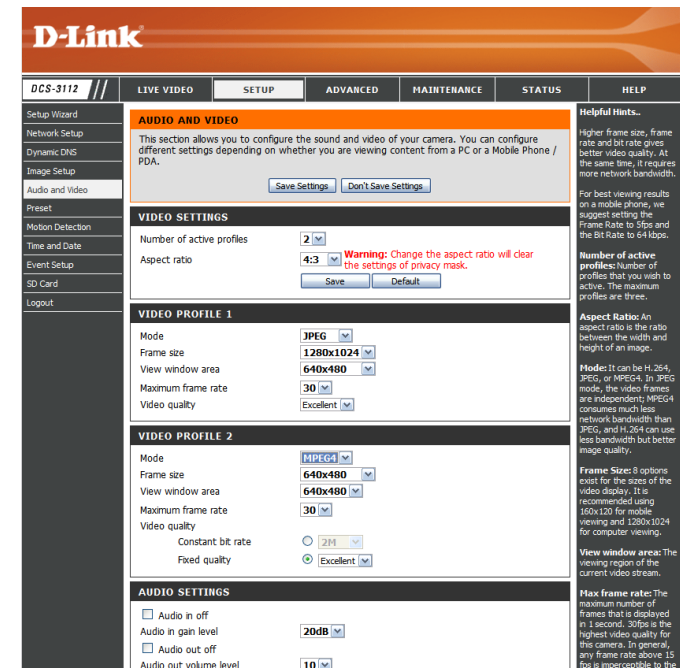 D-Link
DCS-3112 // LIVE VIDEO SETUP ADVANCED MAINTENANCE STATUS HELP
Setup Wizard
Network Setup
Dynamic DNS
Image Setup
Audio and Video
Preset
Motion Detection
Time and Date
Event Setup
SD Card
Logout
AUDIO AND VIDEO
This section allows you to configure the sound and video of your camera. You can configure
different settings depending on whether you are viewing content from a PC or a Mobile Phone /
PDA.
Save Settings Don't Save Settings
VIDEO SETTINGS
Number of active profiles 2
Aspect ratio 4:3 Warning: Change the aspect ratio will clear
the settings of privacy mask.
Save Default
VIDEO PROFILE 1
Mode JPEG
Frame size 1280x1024
View window area 640x480
Maximum frame rate 30
Video quality Excellent
VIDEO PROFILE 2
Mode MPEG4
Frame size 640x480
View window area 640x480
Maximum frame rate 30
Video quality
Constant bit rate 2M
Fixed quality Excellent
AUDIO SETTINGS
Audio in off
Audio in gain level 20dB
Audio out off
Audio out volume level 10
Helpful Hints..
Higher frame size, frame
rate and bit rate gives
better video quality. At
the same time, it requires
more network bandwidth.
For best viewing results
on a mobile phone, we
suggest setting the
Frame Rate to 5fps and
the Bit Rate to 64 kbps.
Number of active
profiles: Number of
profiles that you wish to
active. The maximum
profiles are three.
Aspect Ratio: An
aspect ratio is the ratio
between the width and
height of an image.
Mode: It can be H.264,
JPEG, or MPEG4. In JPEG
mode, the video frames
are independent; MPEG4
consumes much less
network bandwidth than
JPEG, and H.264 can use
less bandwidth but better
image quality.
Frame Size: 8 options
exist for the sizes of the
video display. It is
recommended using
160x120 for mobile
viewing and 1280x1024
for computer viewing.
View window area: The
viewing region of the
current video stream.
Max frame rate: The
maximum number of
frames that is displayed
in 1 second. 30fps is the
highest video quality for
this camera. In general,
any frame rate above 15
fps is imperceptible to the